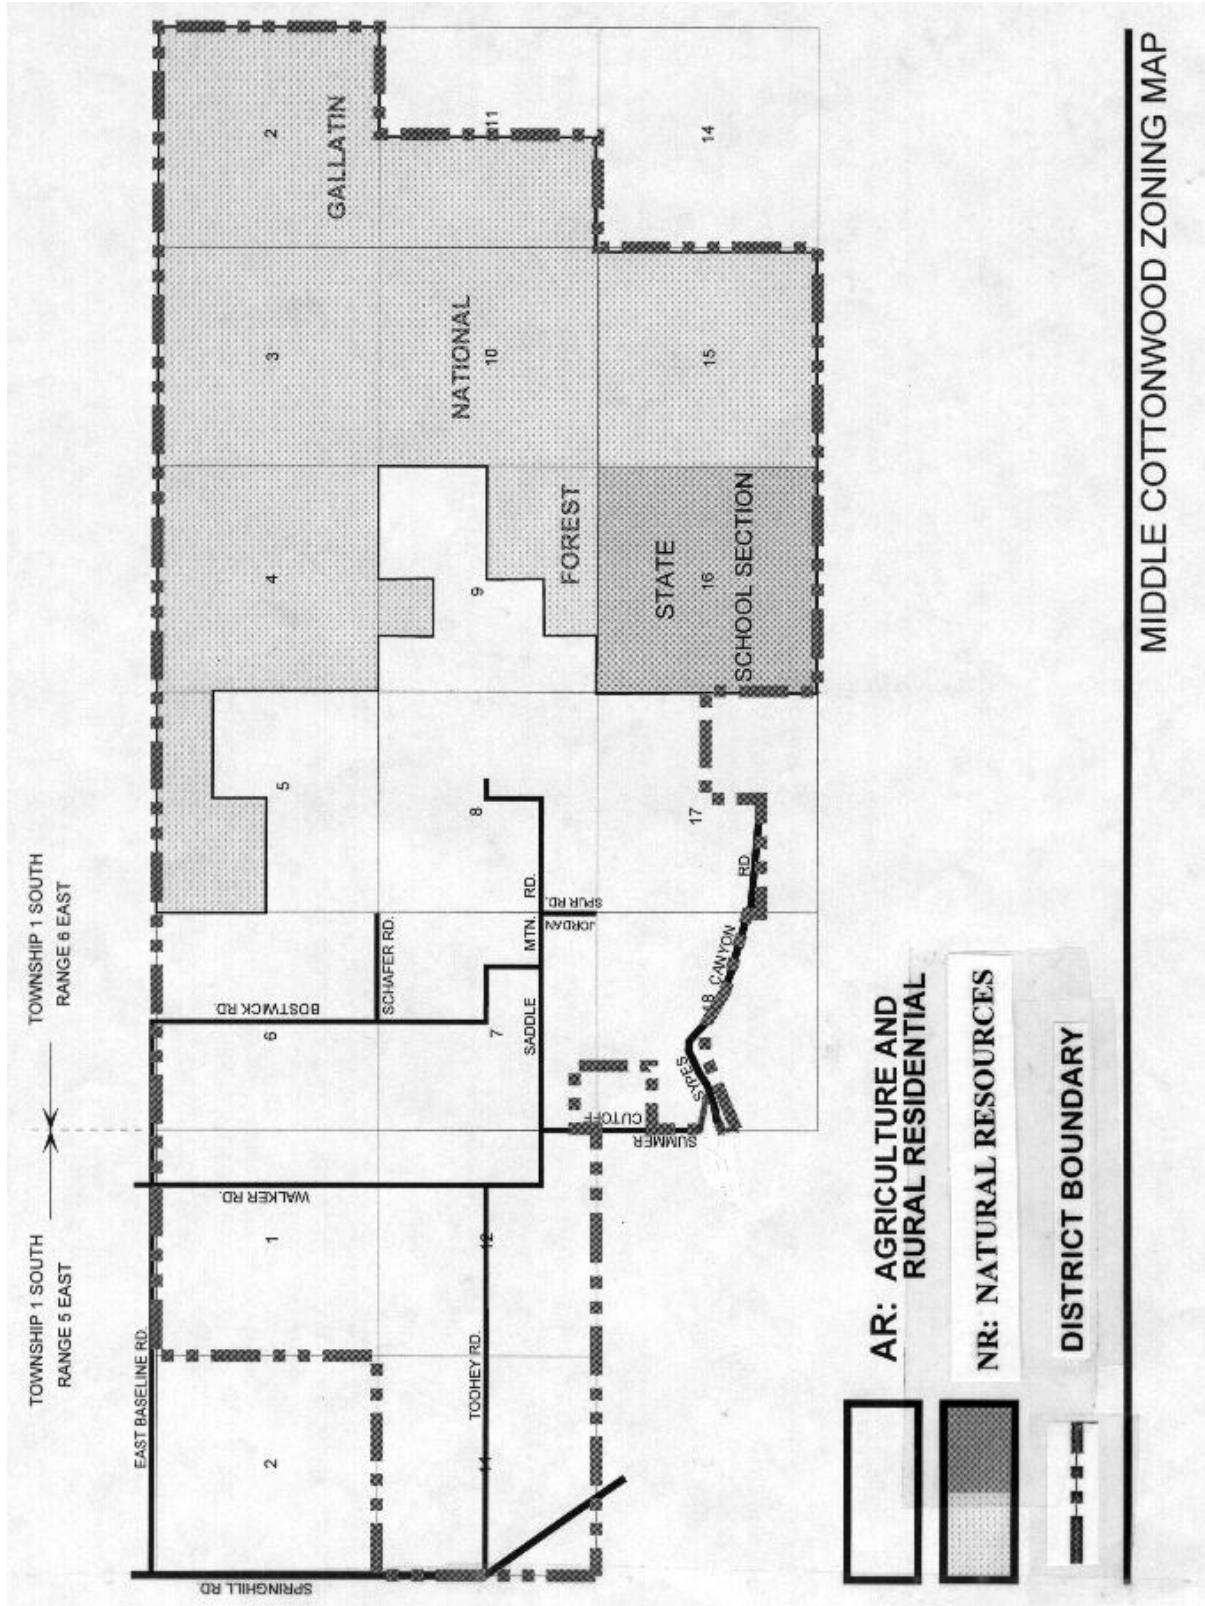 TOWNSHIP 1 SOUTH
RANGE 5 EAST
TOWNSHIP 1 SOUTH
RANGE 6 EAST
EAST BASELINE RD.
SPRINGHILL RD
2
1
WALKER RD.
6
BOSTWICK RD.
5
4
3
2
GALLATIN
SCHAFER RD.
TOOHEY RD.
11
12
7
8
9
10
11
NATIONAL
FOREST
SADDLE
MTN.
RD.
JORDAN
SPUR RD.
SUMMER
CUTOFF
SYPES
18
CANYON
RD
17
STATE
16
SCHOOL SECTION
15
14
AR: AGRICULTURE AND
RURAL RESIDENTIAL
NR: NATURAL RESOURCES
DISTRICT BOUNDARY
MIDDLE COTTONWOOD ZONING MAP